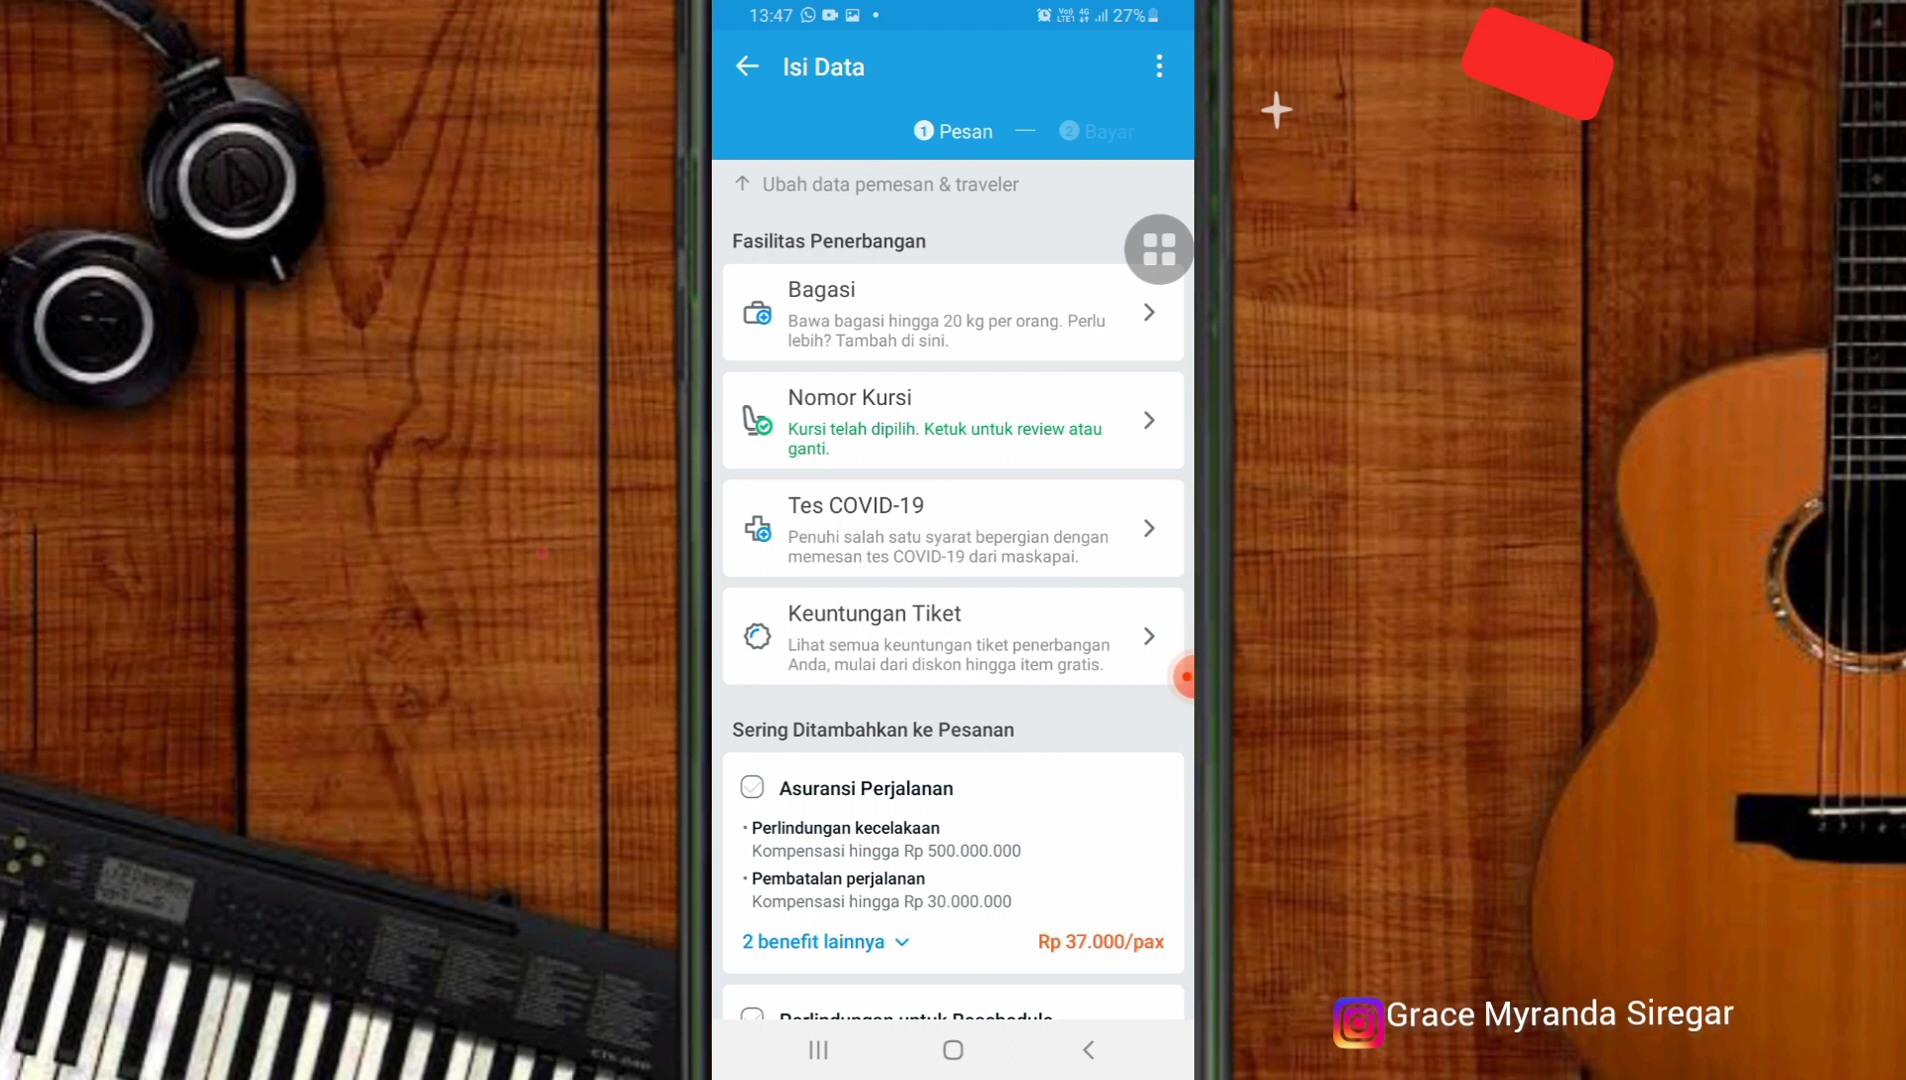 13:47
27%
Isi Data
1 Pesan — 2 Bayar
Ubah data pemesan & traveler
Fasilitas Penerbangan
Bagasi
Bawa bagasi hingga 20 kg per orang. Perlu
lebih? Tambah di sini.
Nomor Kursi
Kursi telah dipilih. Ketuk untuk review atau
ganti.
Tes COVID-19
Penuhi salah satu syarat bepergian dengan
memesan tes COVID-19 dari maskapai.
Keuntungan Tiket
Lihat semua keuntungan tiket penerbangan
Anda, mulai dari diskon hingga item gratis.
Sering Ditambahkan ke Pesanan
Asuransi Perjalanan
· Perlindungan kecelakaan
Kompensasi hingga Rp 500.000.000
· Pembatalan perjalanan
Kompensasi hingga Rp 30.000.000
2 benefit lainnya
Rp 37.000/pax
Perlindungan untuk Reschedule
Grace Myranda Siregar